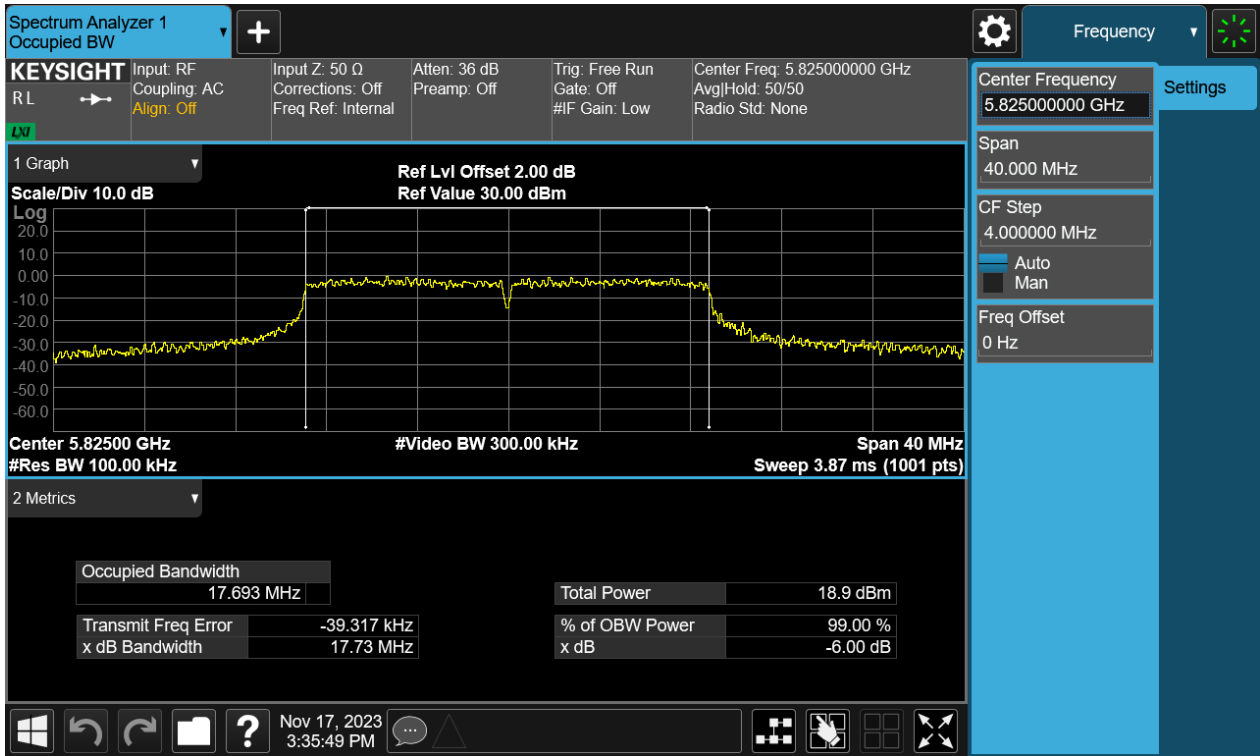 Spectrum Analyzer 1
Occupied BW
+
Frequency
KEYSIGHT
R L
LXI
Input: RF
Coupling: AC
Align: Off
Input Z: 50 Ω
Corrections: Off
Freq Ref: Internal
Atten: 36 dB
Preamp: Off
Trig: Free Run
Gate: Off
#IF Gain: Low
Center Freq: 5.825000000 GHz
Avg|Hold: 50/50
Radio Std: None
Center Frequency
5.825000000 GHz
Settings
Span
40.000 MHz
CF Step
4.000000 MHz
Auto
Man
Freq Offset
0 Hz
1 Graph
Ref Lvl Offset 2.00 dB
Scale/Div 10.0 dB
Ref Value 30.00 dBm
Log
20.0
10.0
0.00
-10.0
-20.0
-30.0
-40.0
-50.0
-60.0
Center 5.82500 GHz
#Video BW 300.00 kHz
Span 40 MHz
#Res BW 100.00 kHz
Sweep 3.87 ms (1001 pts)
2 Metrics
Occupied Bandwidth
17.693 MHz
Total Power 18.9 dBm
Transmit Freq Error -39.317 kHz
% of OBW Power 99.00 %
x dB Bandwidth 17.73 MHz
x dB -6.00 dB
?
Nov 17, 2023
3:35:49 PM